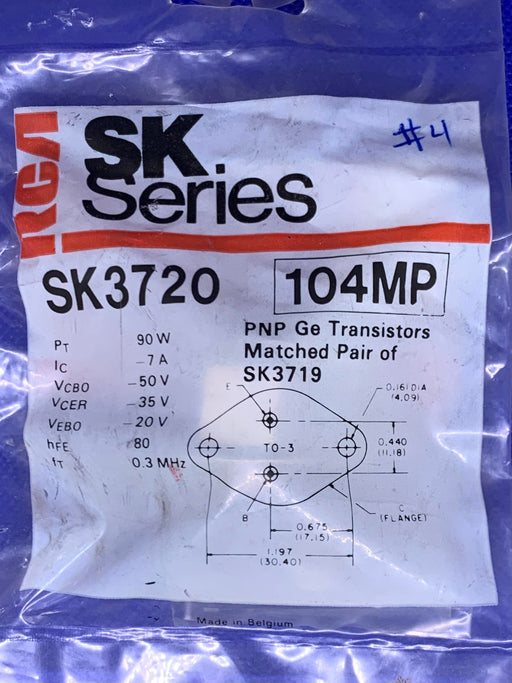 RCA
SK
Series
#4
SK3720
104MP
PNP Ge Transistors
Matched Pair of
SK3719
PT 90 W
IC –7 A
VCBO –50 V
VCER –35 V
VEBO –20 V
hFE 80
fT 0.3 MHz
E
0.161 DIA
(4.09)
TO-3
0.440
(11.18)
B
C
(FLANGE)
0.675
(17.15)
1.197
(30.40)
Made in Belgium